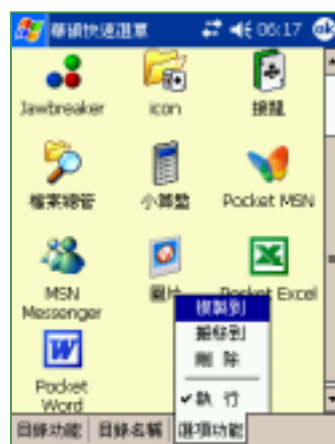 華碩快速選單 06:17 ok
Jawbreaker icon 接龍
檔案總管 小算盤 Pocket MSN
MSN Messenger 圖片 Pocket Excel
Pocket Word
複製到
搬移到
刪 除
執 行
目錄功能 目錄名稱 選項功能